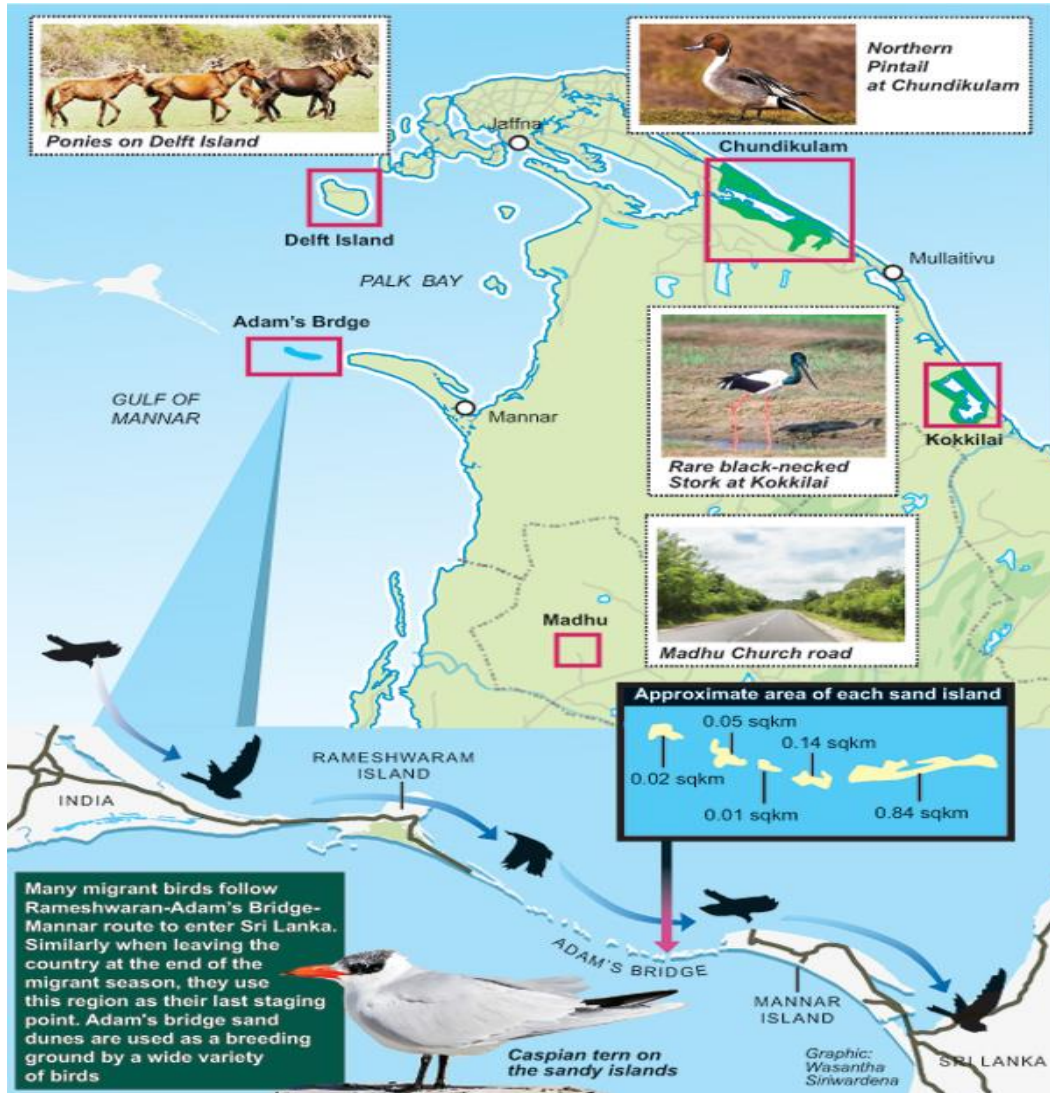 Ponies on Delft Island
Northern
Pintail
at Chundikulam
Jaffna
Chundikulam
Delft Island
Mullaitivu
PALK BAY
Adam's Brdge
GULF OF
MANNAR
Mannar
Rare black-necked
Stork at Kokkilai
Kokkilai
Madhu
Madhu Church road
Approximate area of each sand island
0.05 sqkm
0.14 sqkm
0.02 sqkm
0.01 sqkm
0.84 sqkm
RAMESHWARAM
ISLAND
INDIA
Many migrant birds follow
Rameshwaran-Adam's Bridge-
Mannar route to enter Sri Lanka.
Similarly when leaving the
country at the end of the
migrant season, they use
this region as their last staging
point. Adam's bridge sand
dunes are used as a breeding
ground by a wide variety
of birds
ADAM'S BRIDGE
MANNAR
ISLAND
Caspian tern on
the sandy islands
Graphic:
Wasantha
Siriwardena
SRI LANKA